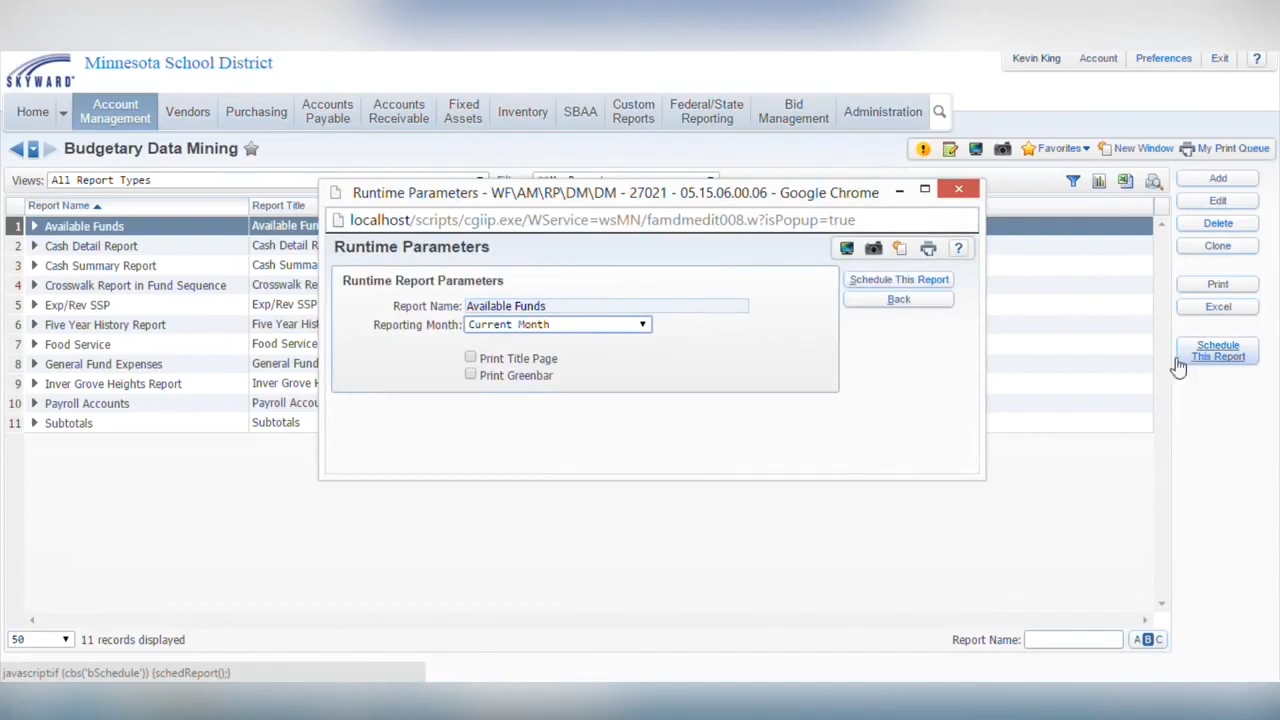 Minnesota School District
Kevin King Account Preferences Exit ?
SKYWARD
Home Account Management Vendors Purchasing Accounts Payable Accounts Receivable Fixed Assets Inventory SBAA Custom Reports Federal/State Reporting Bid Management Administration
Budgetary Data Mining
Favorites New Window My Print Queue
Views: All Report Types
Report Name Report Title
1 Available Funds Available Fun
2 Cash Detail Report Cash Detail R
3 Cash Summary Report Cash Summa
4 Crosswalk Report in Fund Sequen Crosswalk Re
5 Exp/Rev SSP Exp/Rev SSP
6 Five Year History Report Five Year Hist
7 Food Service Food Service
8 General Fund Expenses General Fund
9 Inver Grove Heights Report Inver Grove H
10 Payroll Accounts Payroll Accou
11 Subtotals Subtotals
Runtime Parameters - WF\AM\RP\DM\DM - 27021 - 05.15.06.00.06 - Google Chrome
localhost/scripts/cgiip.exe/WService=wsMN/famdmedit008.w?isPopup=true
Runtime Parameters
?
Runtime Report Parameters
Report Name: Available Funds
Reporting Month: Current Month
Print Title Page
Print Greenbar
Schedule This Report
Back
Add
Edit
Delete
Clone
Print
Excel
Schedule
This Report
50 11 records displayed
Report Name: A B C
javascript:if (cbs('bSchedule')) {schedReport();}